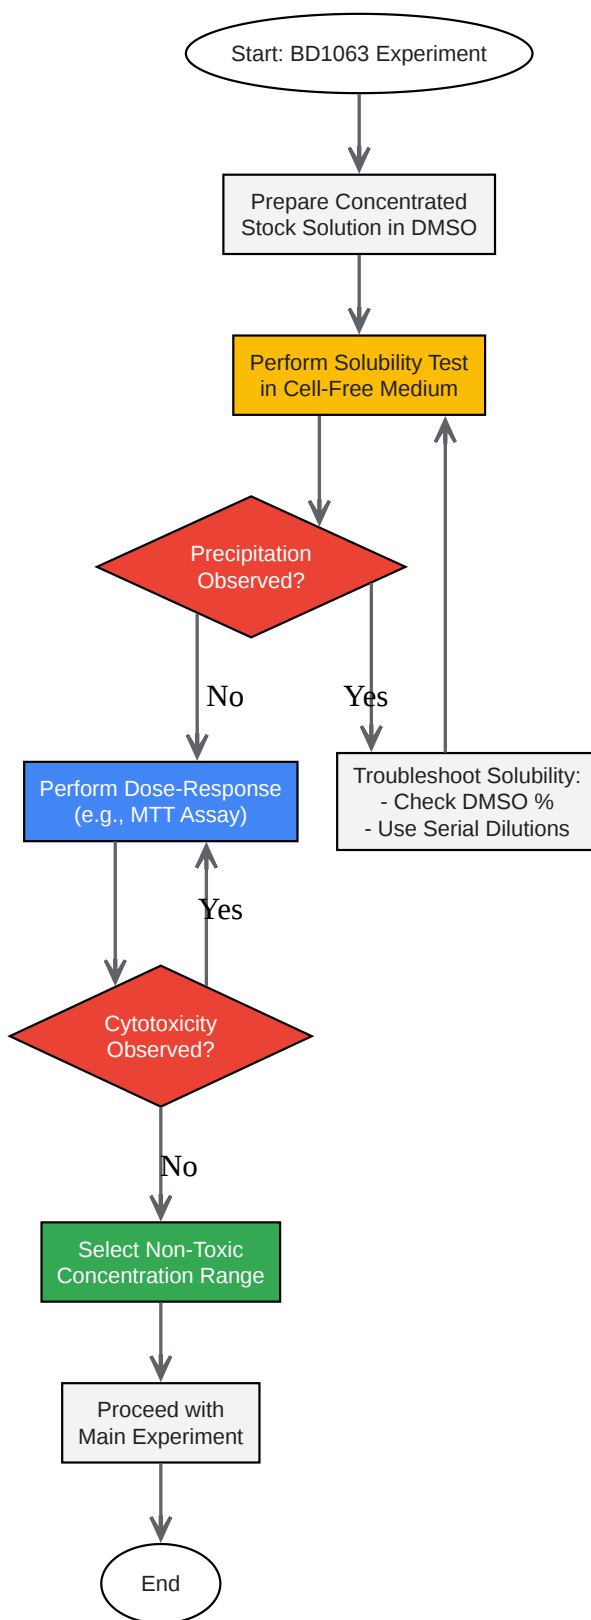 Start: BD1063 Experiment
Prepare Concentrated
Stock Solution in DMSO
Perform Solubility Test
in Cell-Free Medium
Precipitation
Observed?
No
Yes
Perform Dose-Response
(e.g., MTT Assay)
Troubleshoot Solubility:
- Check DMSO %
- Use Serial Dilutions
Yes
Cytotoxicity
Observed?
No
Select Non-Toxic
Concentration Range
Proceed with
Main Experiment
End